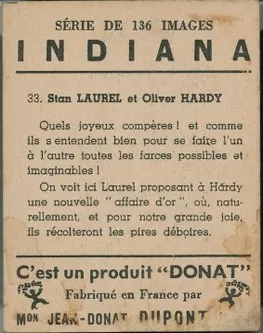 SÉRIE DE 136 IMAGES
INDIANA
33. Stan LAUREL et Oliver HARDY
Quels joyeux compères ! et comme
ils s entendent bien pour se faire l'un
à l'autre toutes les farces possibles et
imaginables !
On voit ici Laurel proposant à Hardy
une nouvelle " affaire d'or ", où, natu-
rellement, et pour notre grande joie,
ils récolteront les pires déboires.
C'est un produit "DONAT"
Fabriqué en France par
MON JEAN-DONAT DUPONT